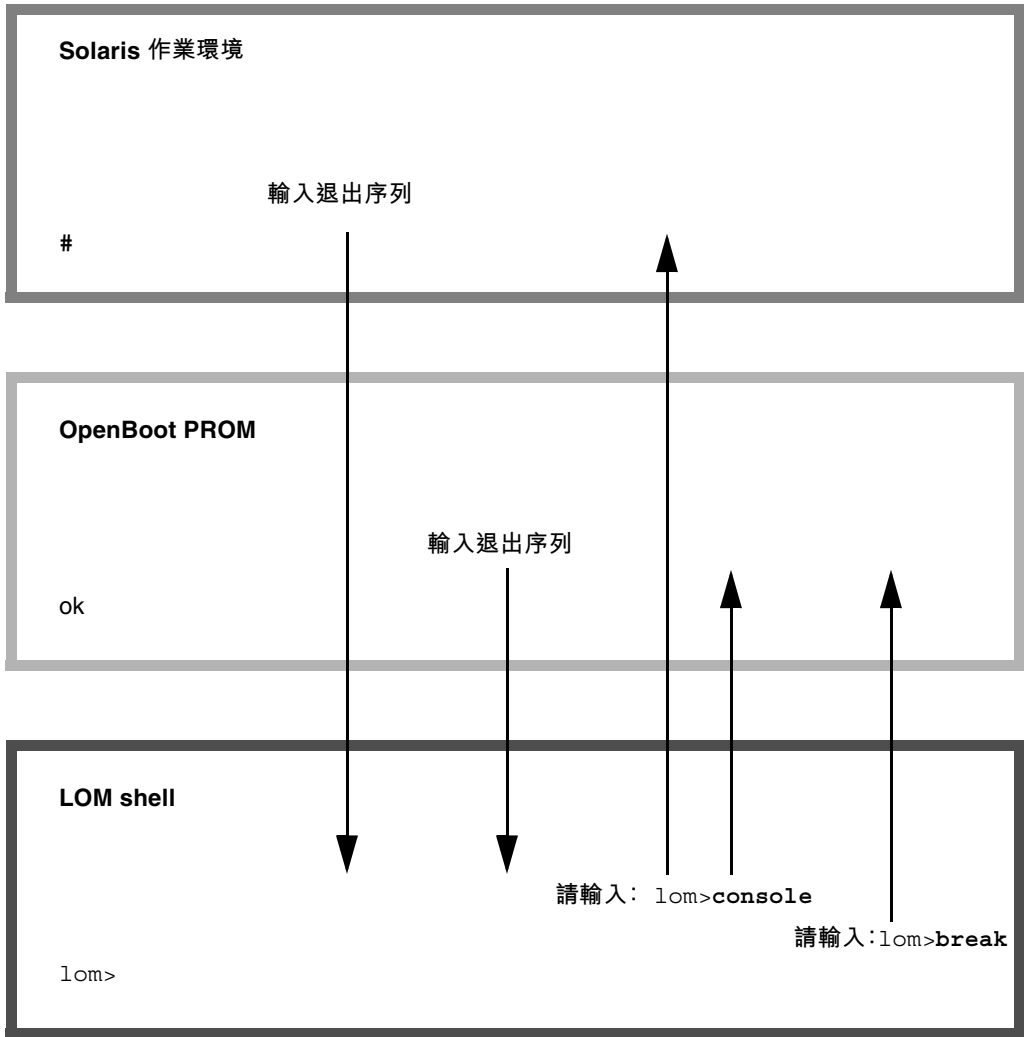 Solaris 作業環境
輸入退出序列
#
OpenBoot PROM
輸入退出序列
ok
LOM shell
請輸入： lom>console
請輸入：lom>break
lom>